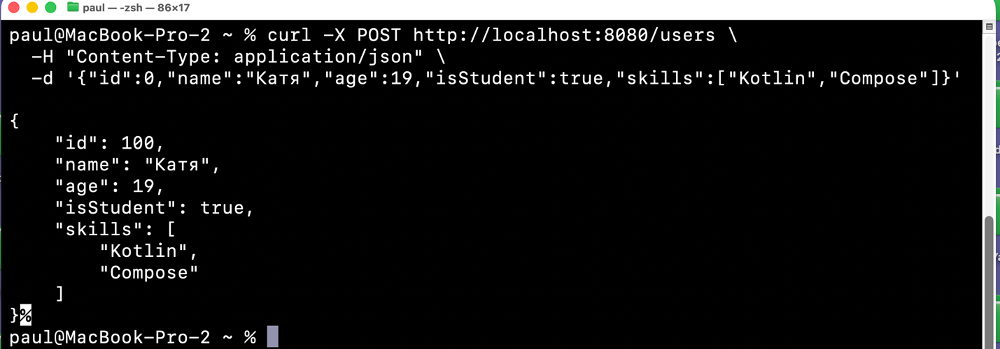 paul — -zsh — 86×17
paul@MacBook-Pro-2 ~ % curl -X POST http://localhost:8080/users \
  -H "Content-Type: application/json" \
  -d '{"id":0,"name":"Катя","age":19,"isStudent":true,"skills":["Kotlin","Compose"]}'

{
    "id": 100,
    "name": "Катя",
    "age": 19,
    "isStudent": true,
    "skills": [
        "Kotlin",
        "Compose"
    ]
}%
paul@MacBook-Pro-2 ~ %